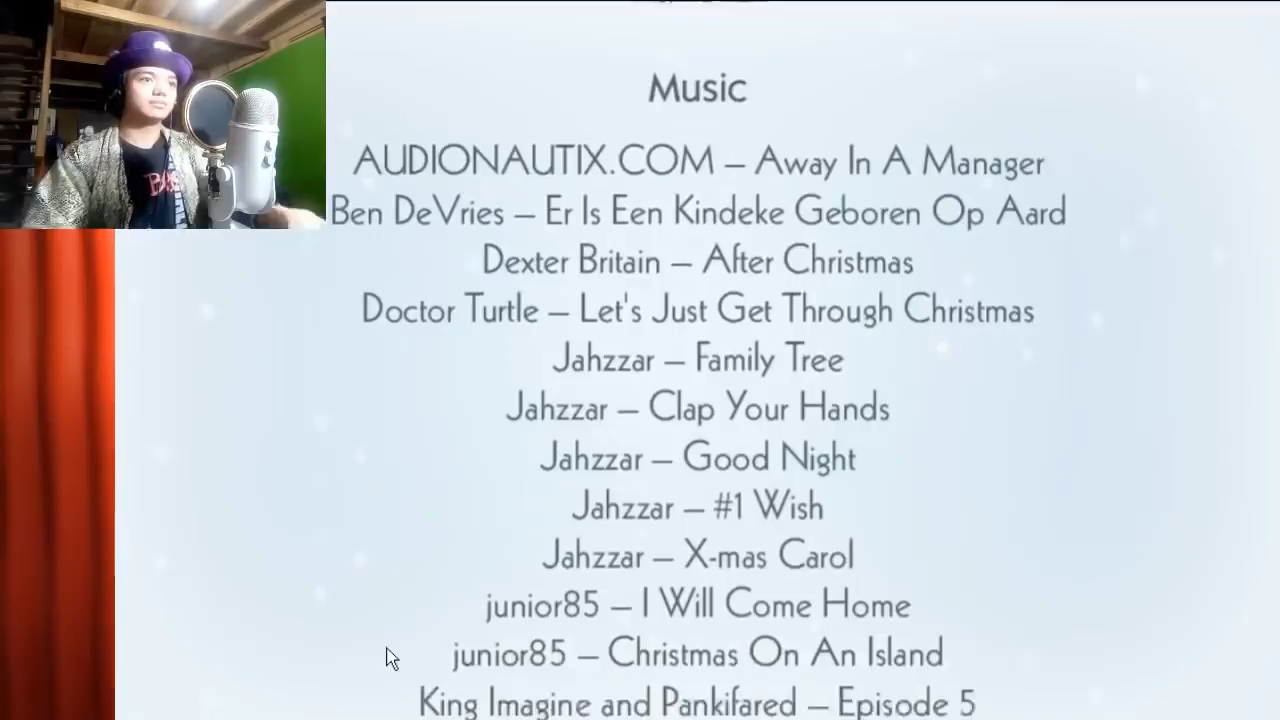 Music
AUDIONAUTIX.COM – Away In A Manager
Ben DeVries – Er Is Een Kindeke Geboren Op Aard
Dexter Britain – After Christmas
Doctor Turtle – Let's Just Get Through Christmas
Jahzzar – Family Tree
Jahzzar – Clap Your Hands
Jahzzar – Good Night
Jahzzar – #1 Wish
Jahzzar – X-mas Carol
junior85 – I Will Come Home
junior85 – Christmas On An Island
King Imagine and Pankifared – Episode 5